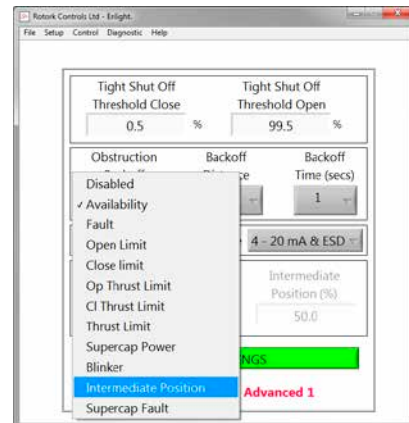 Rotork Controls Ltd - Enlight.
File Setup Control Diagnostic Help
Tight Shut Off Threshold Close
Tight Shut Off Threshold Open
0.5 %
99.5 %
Obstruction
Backoff
Backoff Time (secs)
1
Disabled
✓ Availability
Fault
Open Limit
Close limit
Op Thrust Limit
Cl Thrust Limit
Thrust Limit
Supercap Power
Blinker
Intermediate Position
Supercap Fault
4 - 20 mA & ESD
Intermediate
Position (%)
50.0
Advanced 1